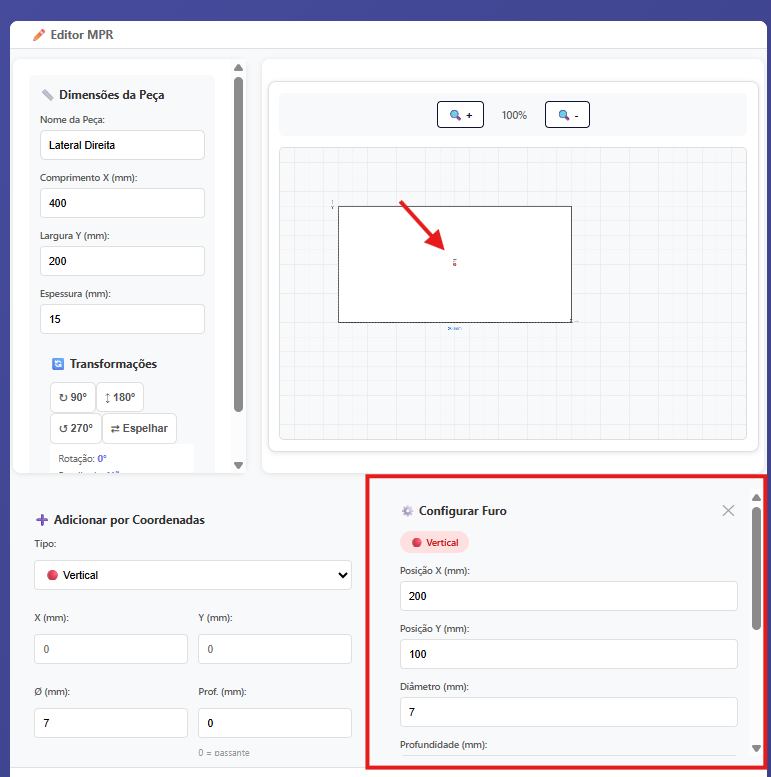 Editor MPR
Dimensões da Peça
Nome da Peça:
Lateral Direita
Comprimento X (mm):
400
Largura Y (mm):
200
Espessura (mm):
15
Transformações
↻ 90° ↕ 180°
↺ 270° ⇄ Espelhar
Rotação: 0°
+ 100% -
Adicionar por Coordenadas
Tipo:
Vertical
X (mm): Y (mm):
0 0
Ø (mm): Prof. (mm):
7 0
0 = passante
Configurar Furo
Vertical
Posição X (mm):
200
Posição Y (mm):
100
Diâmetro (mm):
7
Profundidade (mm):